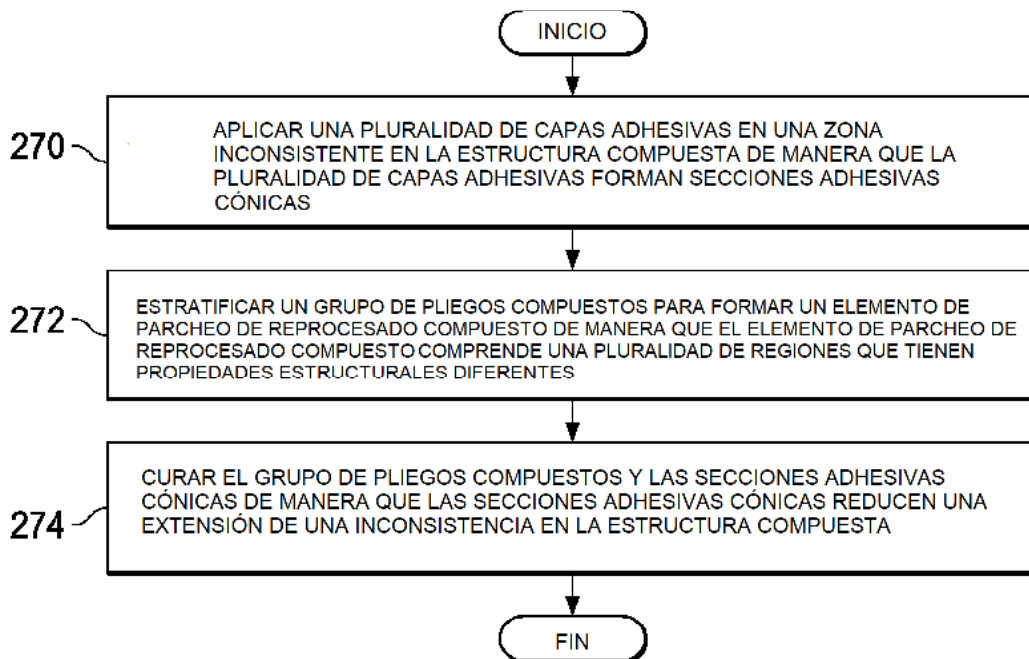 INICIO
270
APLICAR UNA PLURALIDAD DE CAPAS ADHESIVAS EN UNA ZONA
INCONSISTENTE EN LA ESTRUCTURA COMPUESTA DE MANERA QUE LA
PLURALIDAD DE CAPAS ADHESIVAS FORMAN SECCIONES ADHESIVAS
CÓNICAS
272
ESTRATIFICAR UN GRUPO DE PLIEGOS COMPUESTOS PARA FORMAR UN ELEMENTO DE
PARCHEO DE REPROCESADO COMPUESTO DE MANERA QUE EL ELEMENTO DE PARCHEO DE
REPROCESADO COMPUESTO COMPRENDE UNA PLURALIDAD DE REGIONES QUE TIENEN
PROPIEDADES ESTRUCTURALES DIFERENTES
274
CURAR EL GRUPO DE PLIEGOS COMPUESTOS Y LAS SECCIONES ADHESIVAS
CÓNICAS DE MANERA QUE LAS SECCIONES ADHESIVAS CÓNICAS REDUCEN UNA
EXTENSIÓN DE UNA INCONSISTENCIA EN LA ESTRUCTURA COMPUESTA
FIN